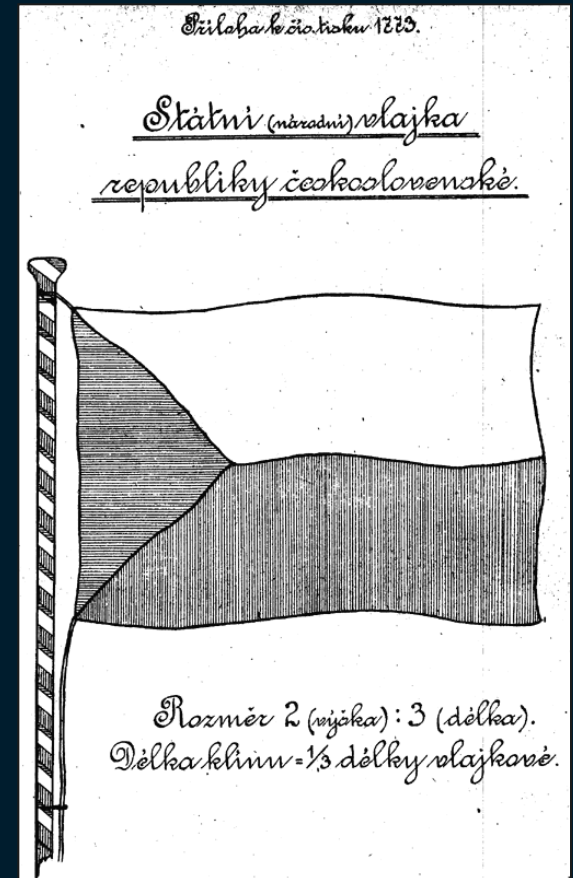 Příloha k čís. tisku 1773.
Státní (národní) vlajka
republiky československé.
Rozměr 2 (výška) : 3 (délka).
Délka klínu = 1/3 délky vlajkové.